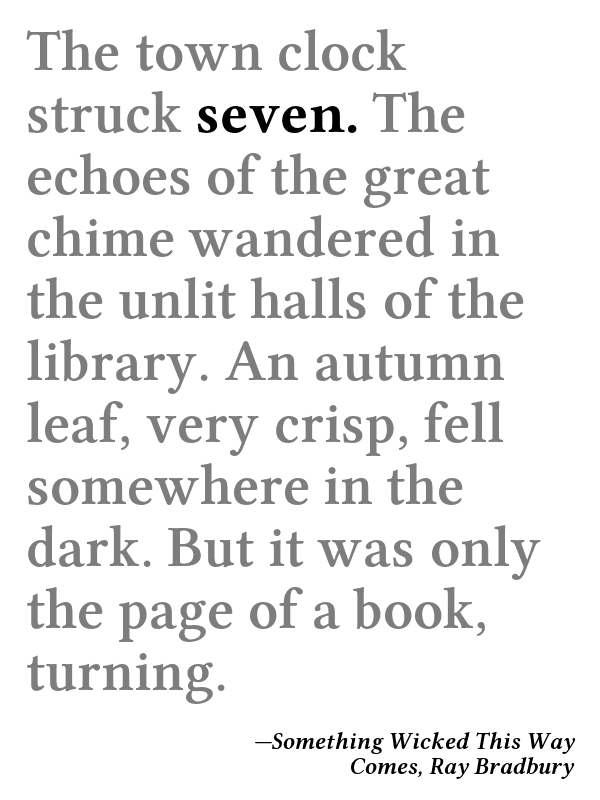 The town clock
struck seven. The
echoes of the great
chime wandered in
the unlit halls of the
library. An autumn
leaf, very crisp, fell
somewhere in the
dark. But it was only
the page of a book,
turning.
—Something Wicked This Way
Comes, Ray Bradbury